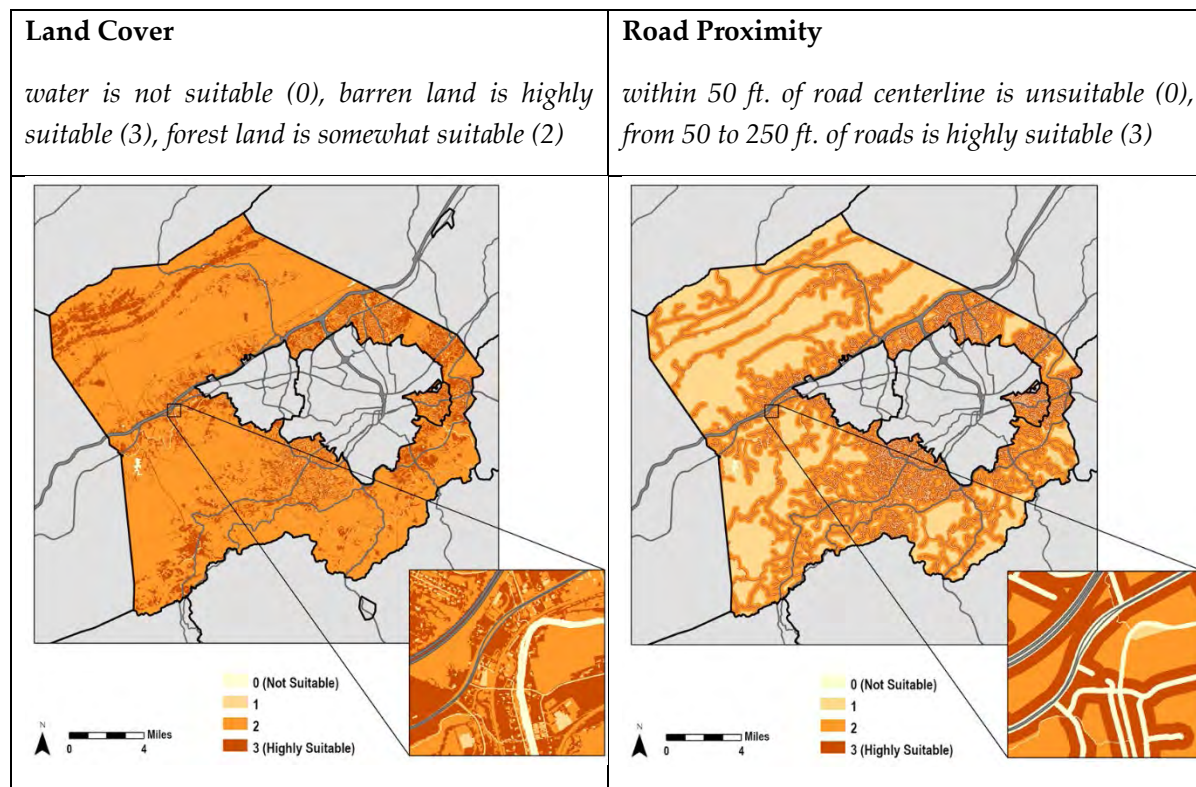 Land Cover
water is not suitable (0), barren land is highly
suitable (3), forest land is somewhat suitable (2)
Road Proximity
within 50 ft. of road centerline is unsuitable (0),
from 50 to 250 ft. of roads is highly suitable (3)
0 (Not Suitable)
1
2
3 (Highly Suitable)
N
Miles
0
4
0 (Not Suitable)
1
2
3 (Highly Suitable)
N
Miles
0
4